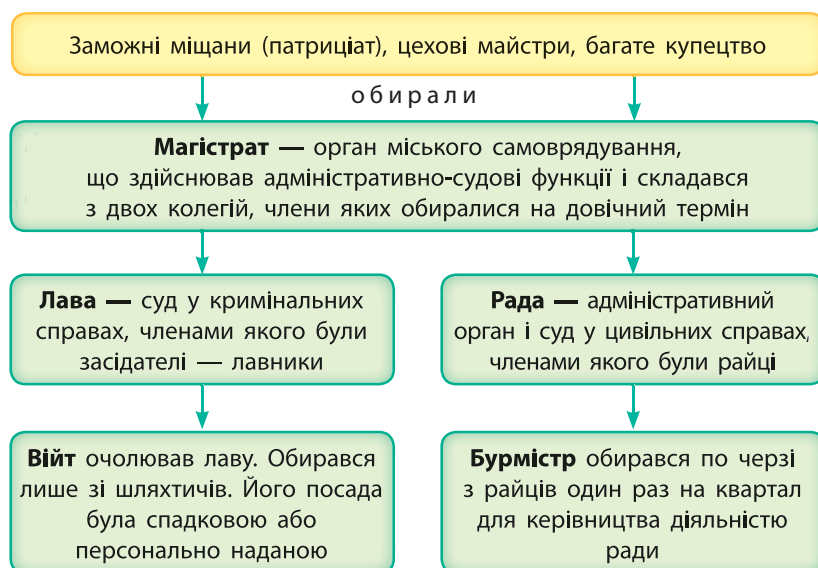 Заможні міщани (патриціат), цехові майстри, багате купецтво
обирали
Магістрат — орган міського самоврядування,
що здійснював адміністративно-судові функції і складався
з двох колегій, члени яких обиралися на довічний термін
Лава — суд у кримінальних
справах, членами якого були
засідателі — лавники
Рада — адміністративний
орган і суд у цивільних справах,
членами якого були райці
Війт очолював лаву. Обирався
лише зі шляхтичів. Його посада
була спадковою або
персонально наданою
Бурмістр обирався по черзі
з райців один раз на квартал
для керівництва діяльністю
ради